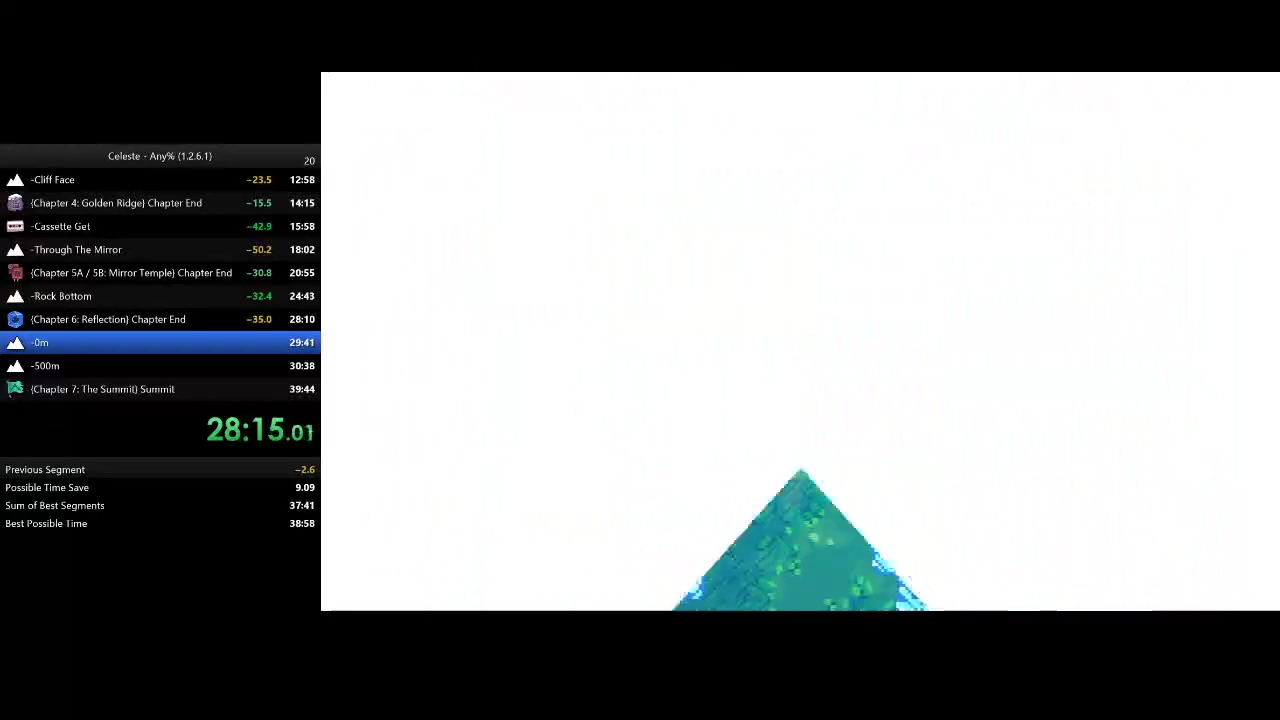 Celeste - Any% (1.2.6.1) 20
-Cliff Face −23.5 12:58
{Chapter 4: Golden Ridge} Chapter End −15.5 14:15
-Cassette Get −42.9 15:58
-Through The Mirror −50.2 18:02
{Chapter 5A / 5B: Mirror Temple} Chapter End −30.8 20:55
-Rock Bottom −32.4 24:43
{Chapter 6: Reflection} Chapter End −35.0 28:10
-0m 29:41
-500m 30:38
{Chapter 7: The Summit} Summit 39:44
28:15.01
Previous Segment −2.6
Possible Time Save 9.09
Sum of Best Segments 37:41
Best Possible Time 38:58